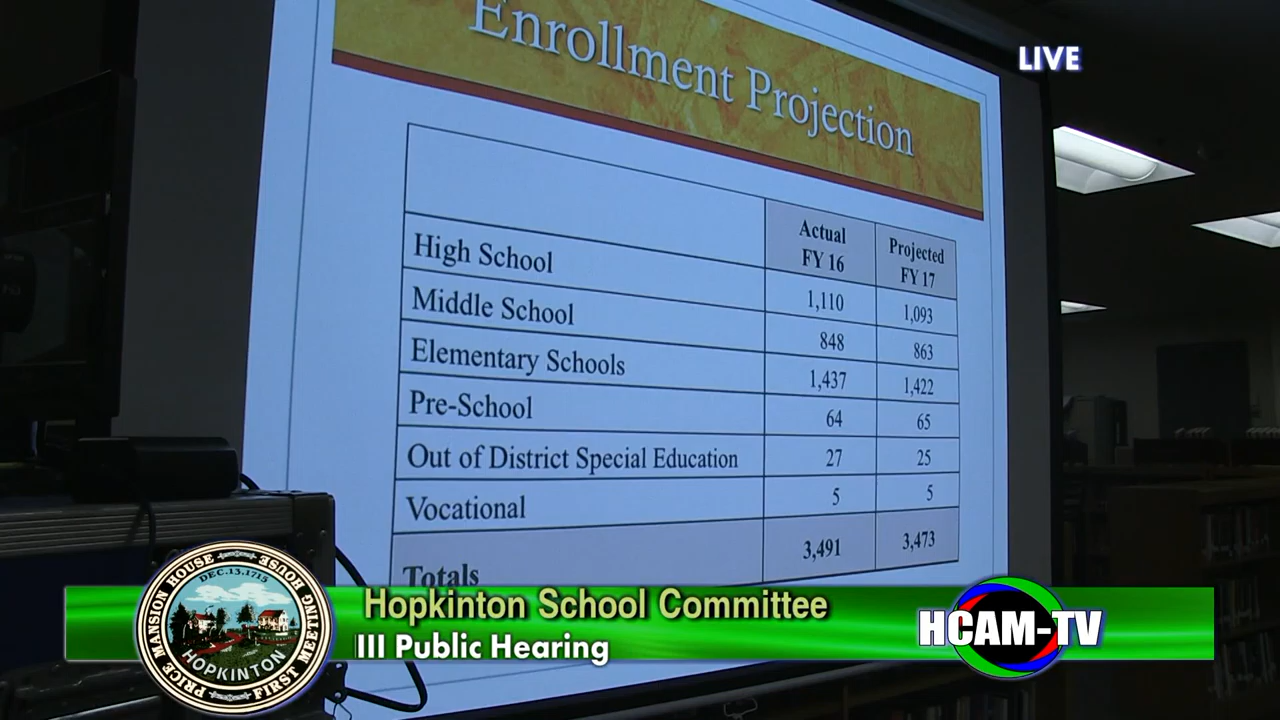 Enrollment Projection
LIVE
Actual
FY 16
Projected
FY 17
High School 1,110 1,093
Middle School 848 863
Elementary Schools 1,437 1,422
Pre-School 64 65
Out of District Special Education 27 25
Vocational 5 5
Totals 3,491 3,473
Hopkinton School Committee
III Public Hearing
HCAM-TV
PRICE MANSION HOUSE
FIRST MEETING HOUSE
DEC.13.1715
HOPKINTON